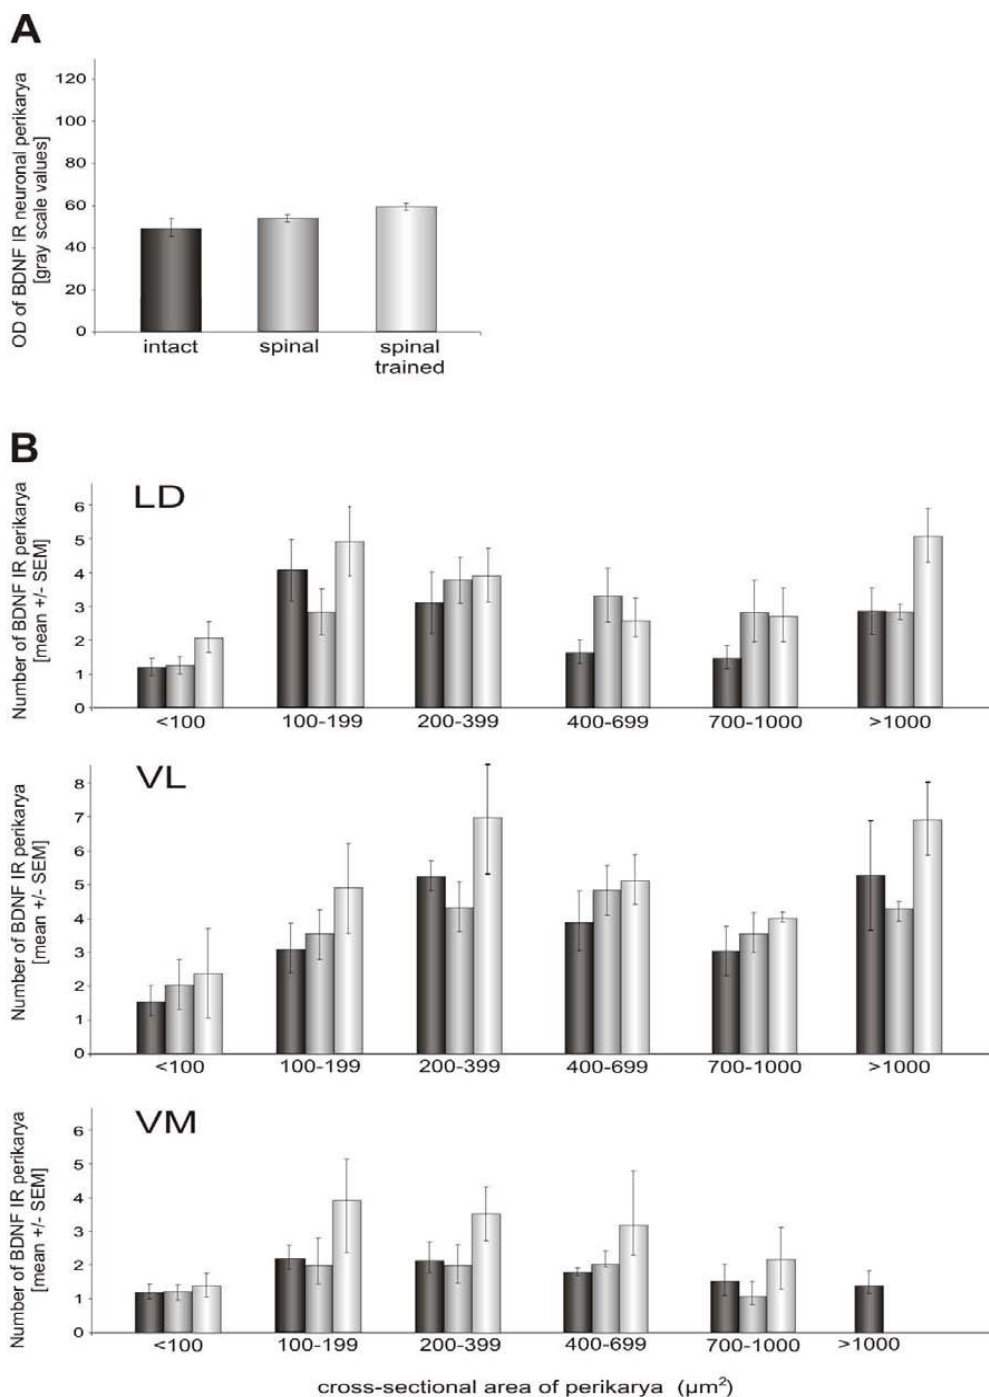 A
OD of BDNF IR neuronal perikarya
[gray scale values]
120
100
80
60
40
20
0
intact
spinal
spinal
trained
B
LD
Number of BDNF IR perikarya
[mean +/- SEM]
6
5
4
3
2
1
0
<100 100-199 200-399 400-699 700-1000 >1000
VL
Number of BDNF IR perikarya
[mean +/- SEM]
8
7
6
5
4
3
2
1
0
<100 100-199 200-399 400-699 700-1000 >1000
VM
Number of BDNF IR perikarya
[mean +/- SEM]
6
5
4
3
2
1
0
<100 100-199 200-399 400-699 700-1000 >1000
cross-sectional area of perikarya (µm²)